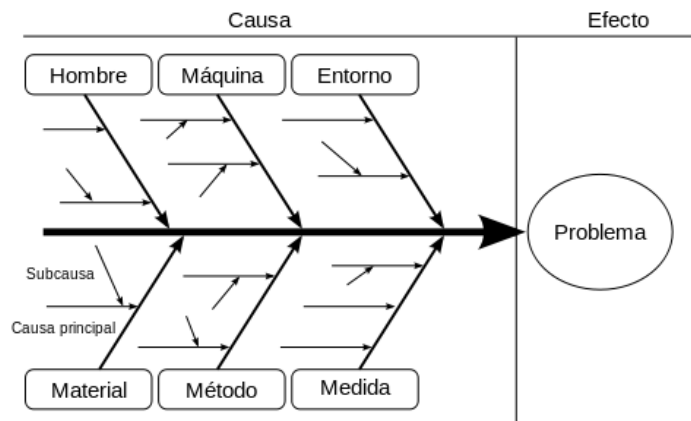 Causa
Efecto
Hombre
Máquina
Entorno
Problema
Subcausa
Causa principal
Material
Método
Medida